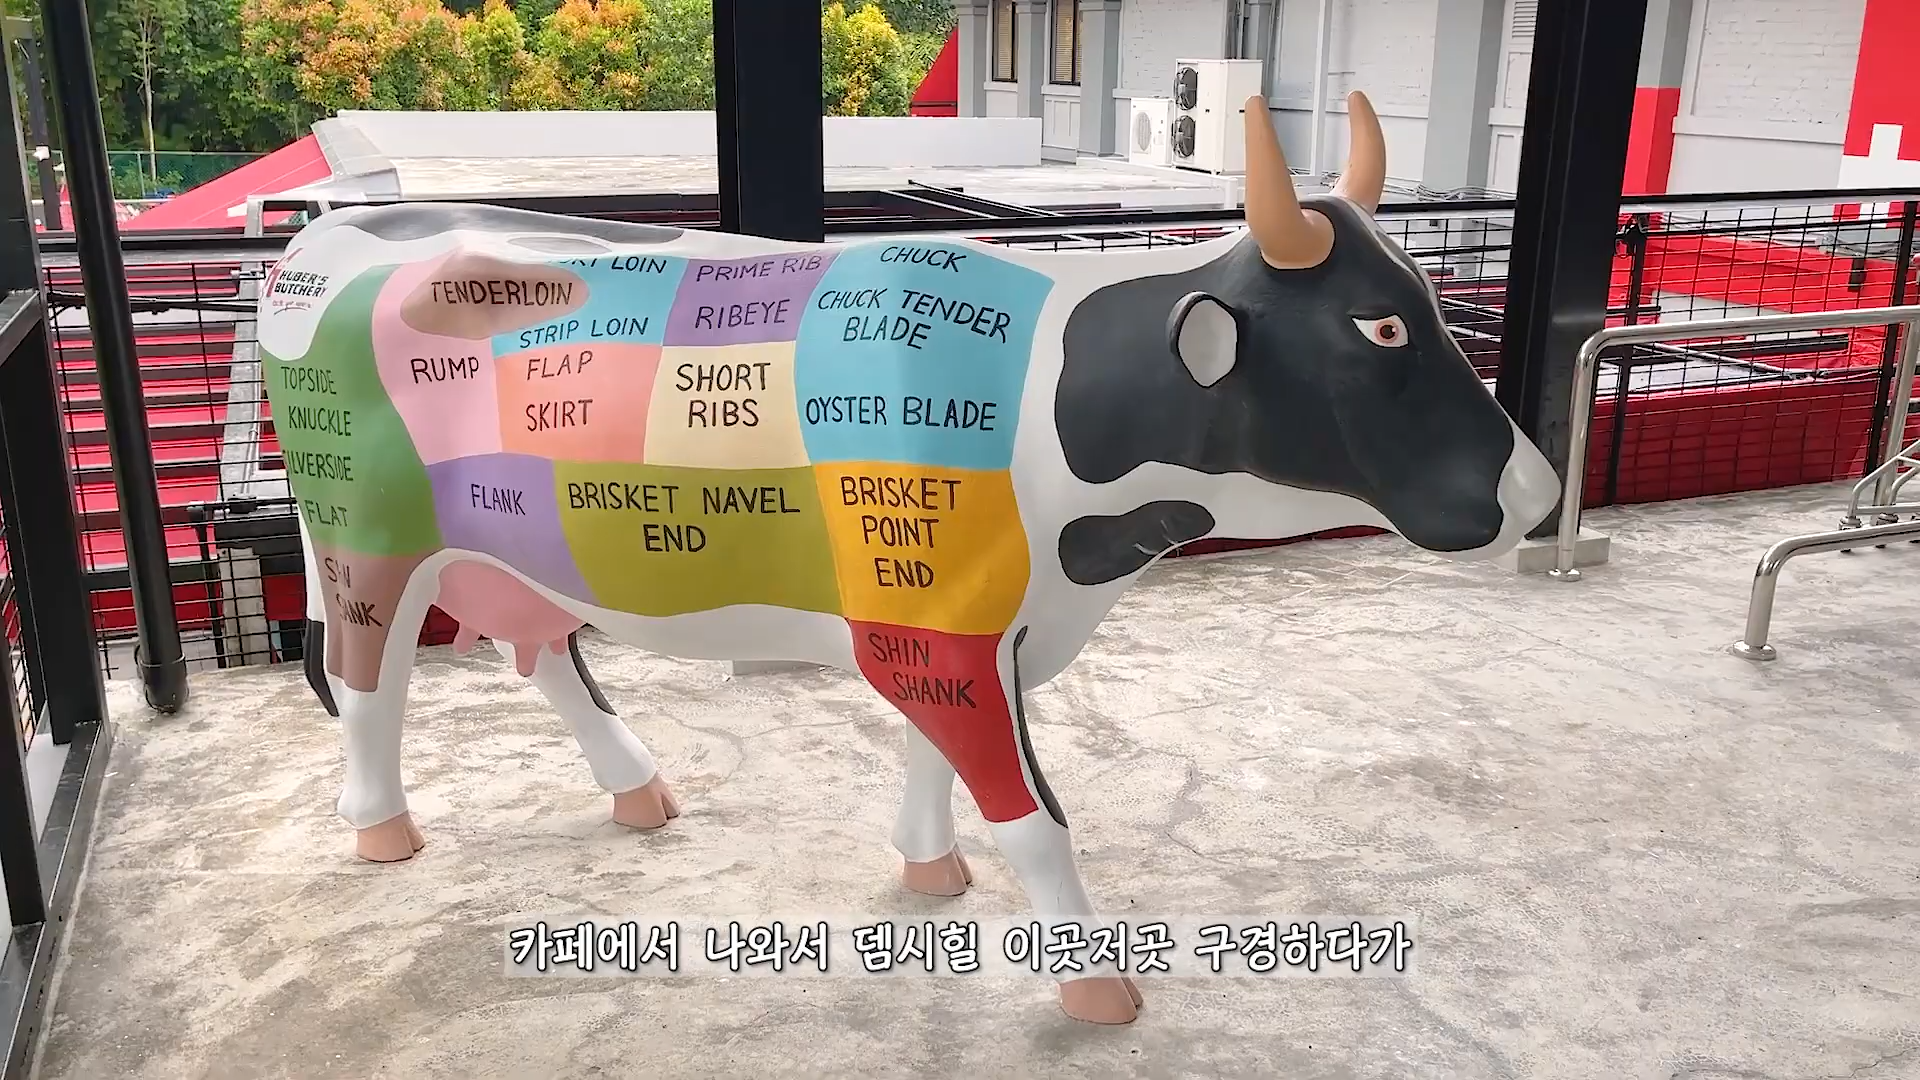 HUBER'S
BUTCHERY
TENDERLOIN
LOIN
STRIP LOIN
PRIME RIB
RIBEYE
CHUCK
CHUCK TENDER
BLADE
OYSTER BLADE
TOPSIDE
KNUCKLE
SILVERSIDE
FLAT
RUMP
FLAP
SKIRT
SHORT
RIBS
FLANK
BRISKET NAVEL
END
BRISKET
POINT
END
SHIN
SHANK
카페에서 나와서 뎀시힐 이곳저곳 구경하다가